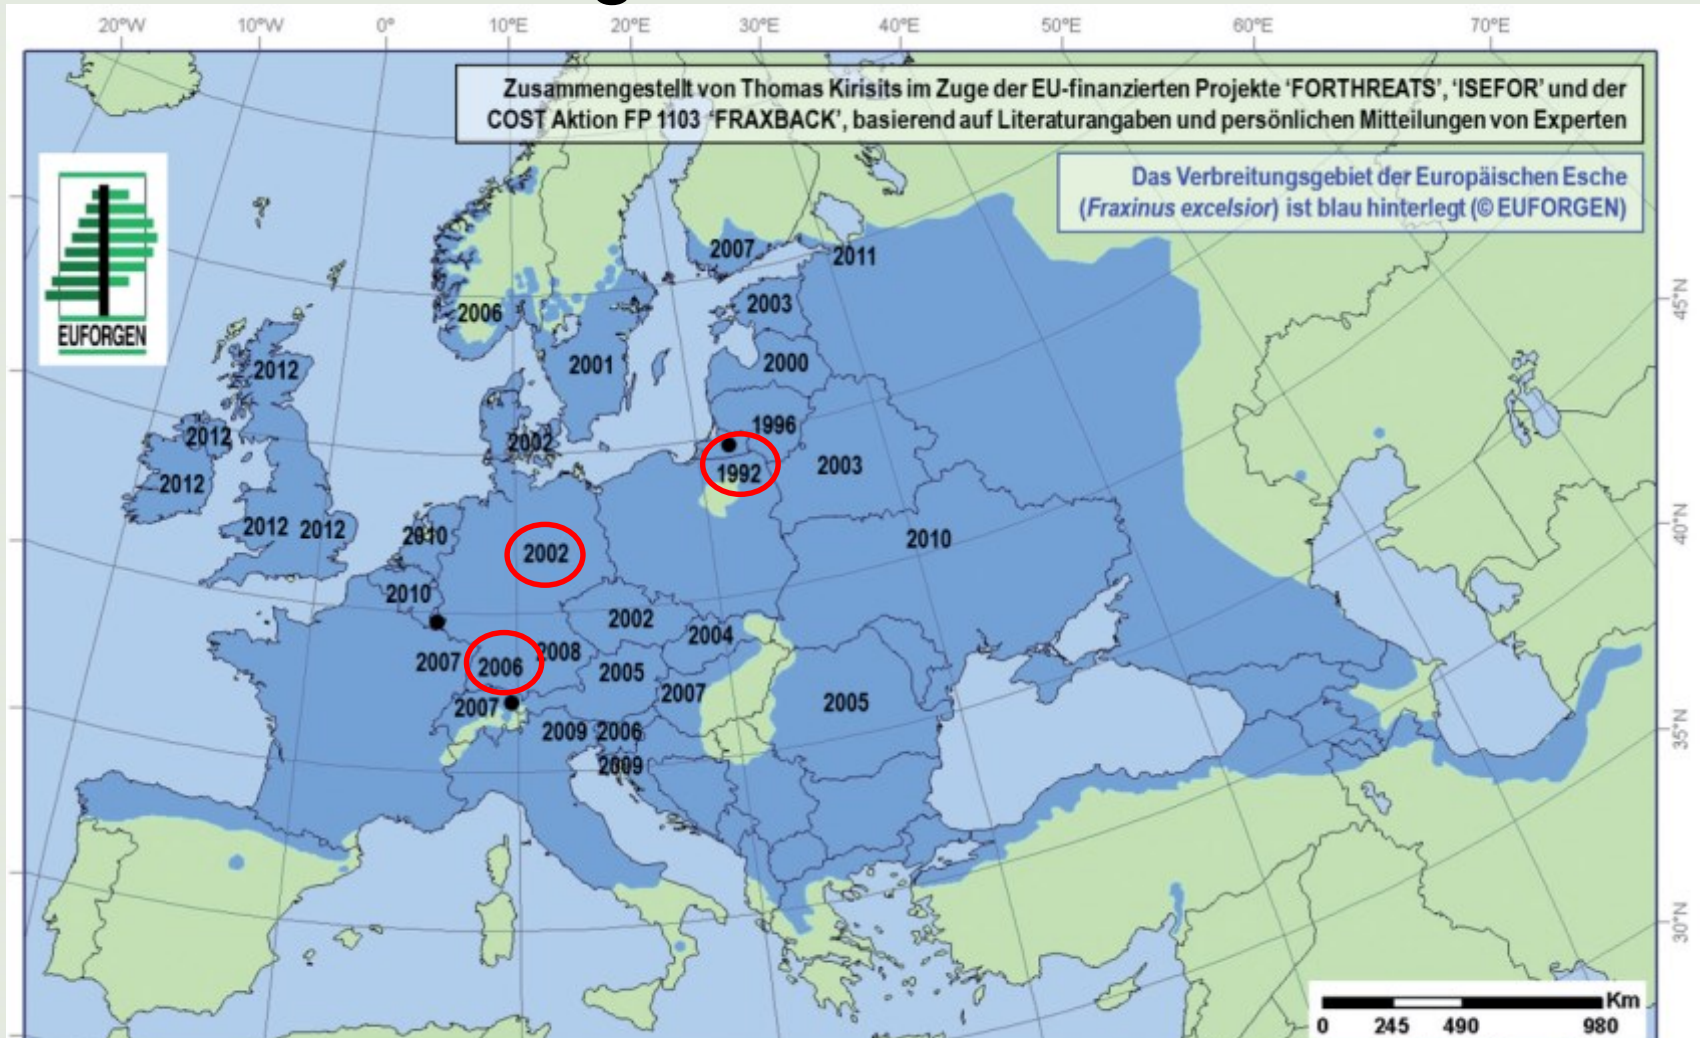 20°W 10°W 0° 10°E 20°E 30°E 40°E 50°E 60°E 70°E
Zusammengestellt von Thomas Kirisits im Zuge der EU-finanzierten Projekte 'FORTHREATS', 'ISEFOR' und der
COST Aktion FP 1103 'FRAXBACK', basierend auf Literaturangaben und persönlichen Mitteilungen von Experten
Das Verbreitungsgebiet der Europäischen Esche
(Fraxinus excelsior) ist blau hinterlegt (© EUFORGEN)
EUFORGEN
2007
2011
2003
2006
2001
2000
2012
1996
2012
2002
2003
1992
2012
2012
2012
2010
2002
2010
2010
2002
2004
2007
2006
2008
2005
2007
2007
2005
2009
2006
2009
45°N
40°N
35°N
30°N
Km
0 245 490 980